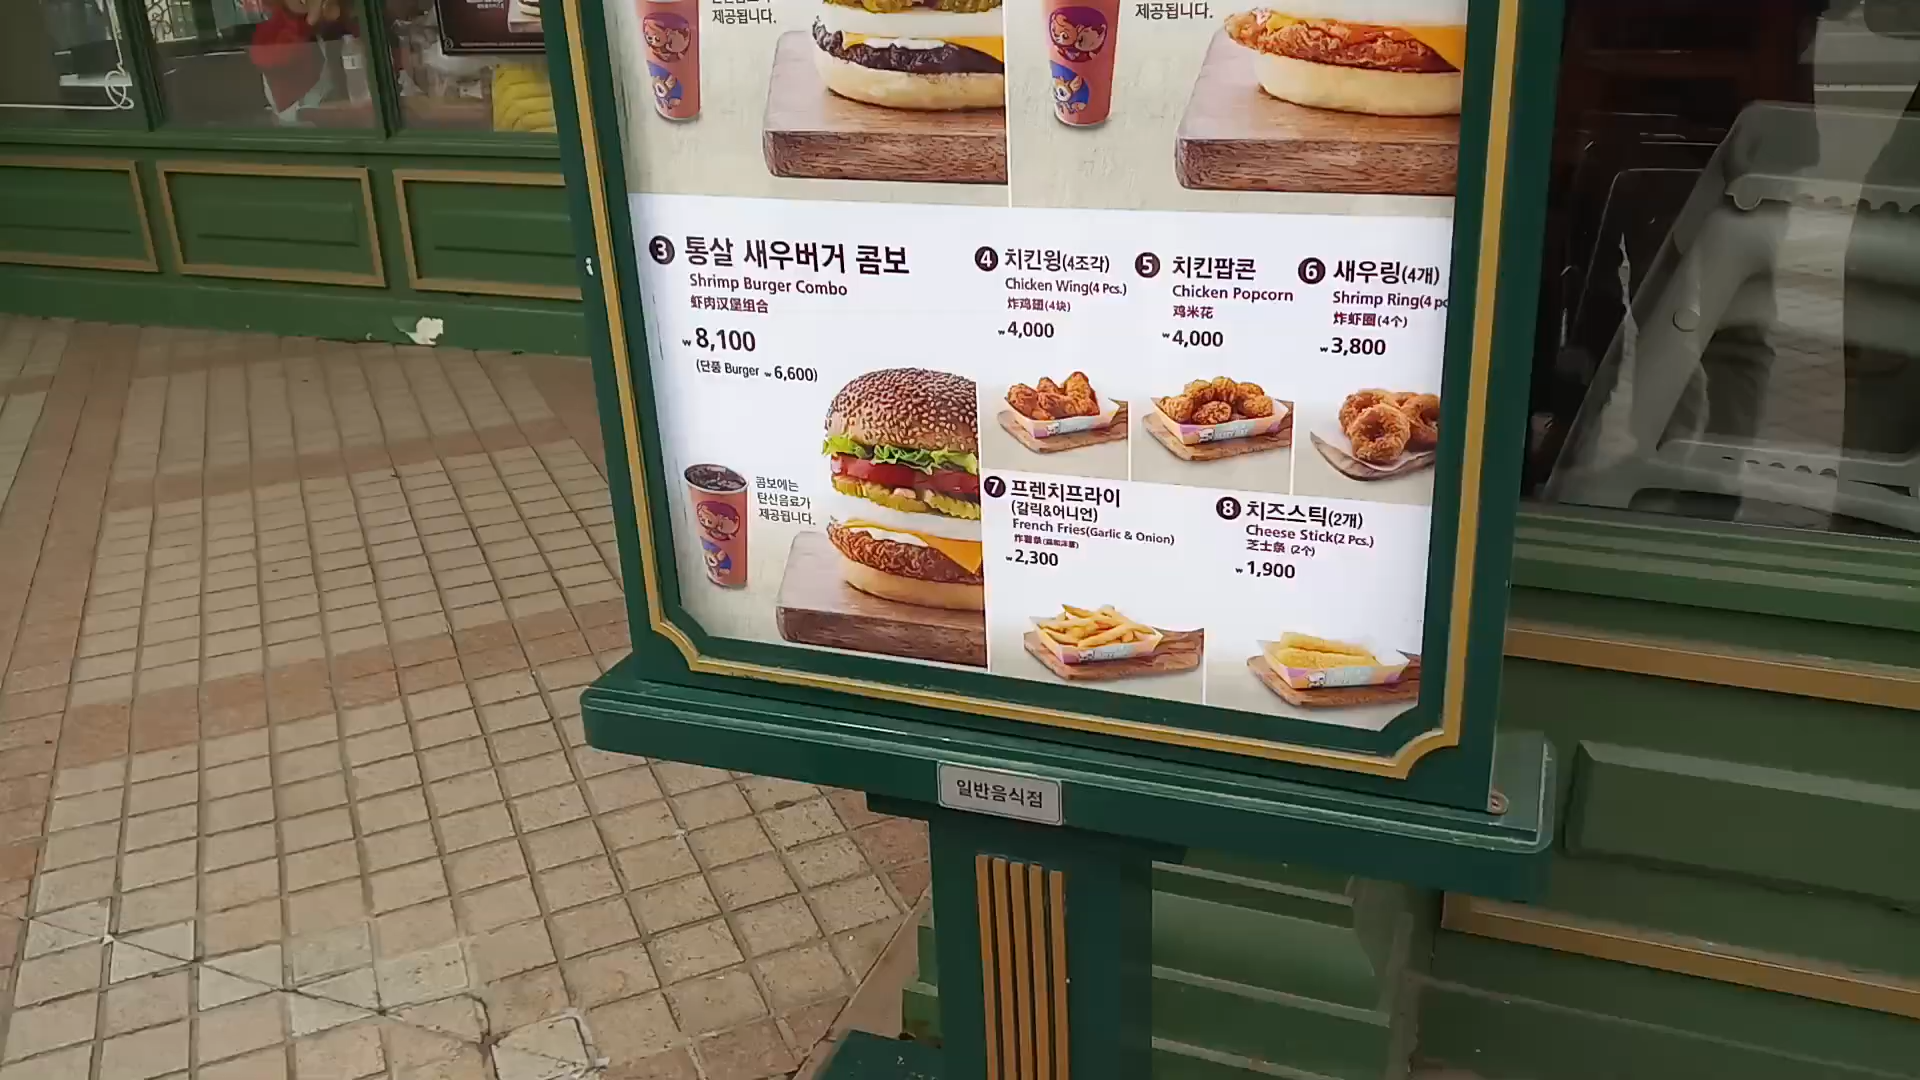 제공됩니다.
제공됩니다.
3 통살 새우버거 콤보
Shrimp Burger Combo
虾肉汉堡组合
₩8,100
(단품 Burger ₩6,600)
콤보에는
탄산음료가
제공됩니다.
4 치킨윙(4조각)
Chicken Wing(4 Pcs.)
炸鸡翅(4块)
₩4,000
5 치킨팝콘
Chicken Popcorn
鸡米花
₩4,000
6 새우링(4개)
Shrimp Ring(4 pc
炸虾圈(4个)
₩3,800
7 프렌치프라이
(갈릭&어니언)
French Fries(Garlic & Onion)
炸薯条
₩2,300
8 치즈스틱(2개)
Cheese Stick(2 Pcs.)
芝士条 (2个)
₩1,900
일반음식점